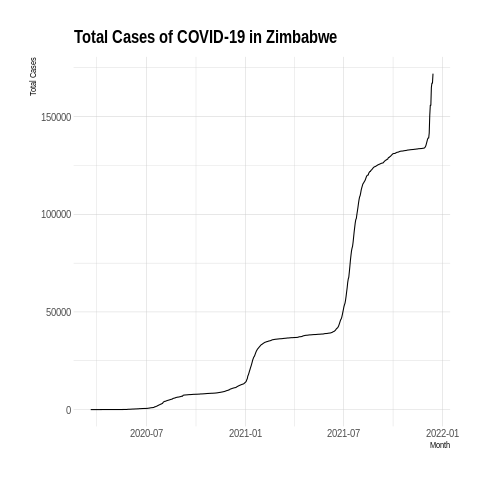 Total Cases of COVID-19 in Zimbabwe
Total Cases
150000
100000
50000
0
2020-07 2021-01 2021-07 2022-01
Month